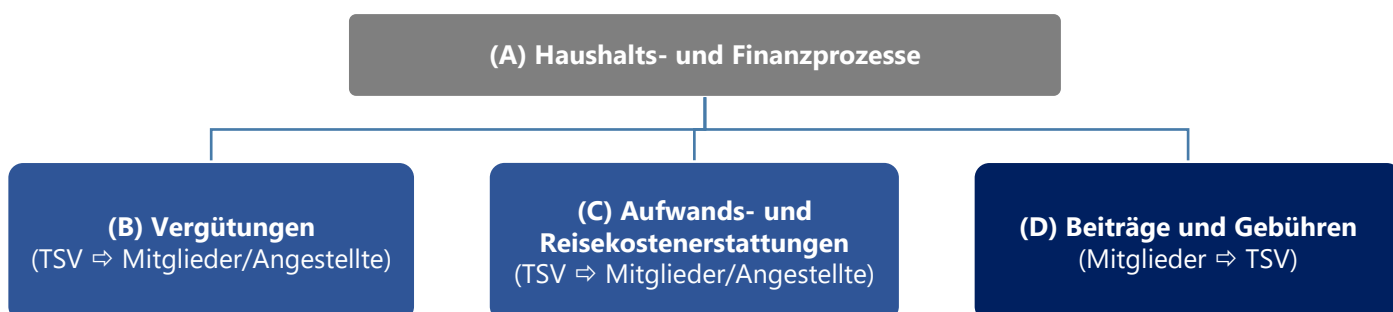 (A) Haushalts- und Finanzprozesse
(B) Vergütungen
(TSV ⇨ Mitglieder/Angestellte)
(C) Aufwands- und
Reisekostenerstattungen
(TSV ⇨ Mitglieder/Angestellte)
(D) Beiträge und Gebühren
(Mitglieder ⇨ TSV)